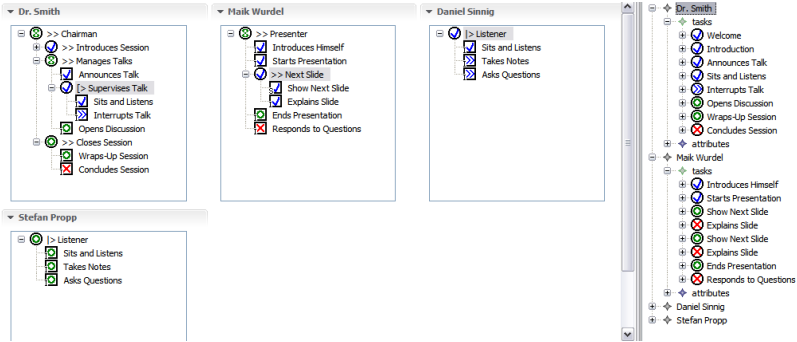 Dr. Smith
>> Chairman
>> Introduces Session
>> Manages Talks
Announces Talk
[> Supervises Talk
Sits and Listens
Interrupts Talk
Opens Discussion
>> Closes Session
Wraps-Up Session
Concludes Session
Maik Wurdel
>> Presenter
Introduces Himself
Starts Presentation
>> Next Slide
Show Next Slide
Explains Slide
Ends Presentation
Responds to Questions
Daniel Sinnig
|> Listener
Sits and Listens
Takes Notes
Asks Questions
Stefan Propp
|> Listener
Sits and Listens
Takes Notes
Asks Questions
Dr. Smith
tasks
Welcome
Introduction
Announces Talk
Sits and Listens
Interrupts Talk
Opens Discussion
Wraps-Up Session
Concludes Session
attributes
Maik Wurdel
tasks
Introduces Himself
Starts Presentation
Show Next Slide
Explains Slide
Show Next Slide
Explains Slide
Ends Presentation
Responds to Questions
attributes
Daniel Sinnig
Stefan Propp